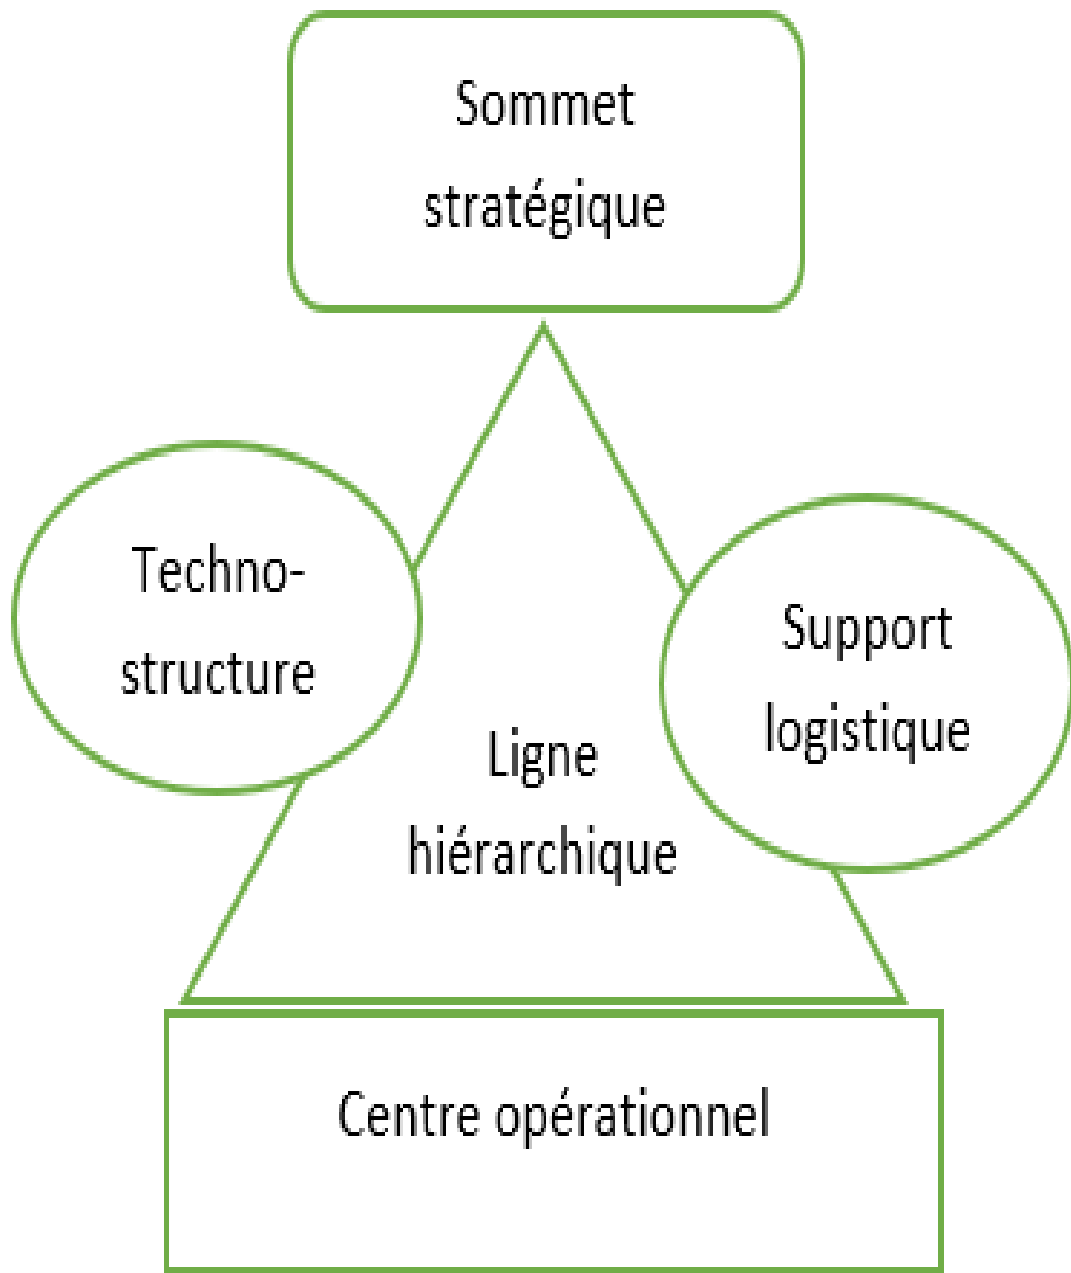 Sommet
stratégique
Techno-
structure
Support
logistique
Ligne
hiérarchique
Centre opérationnel